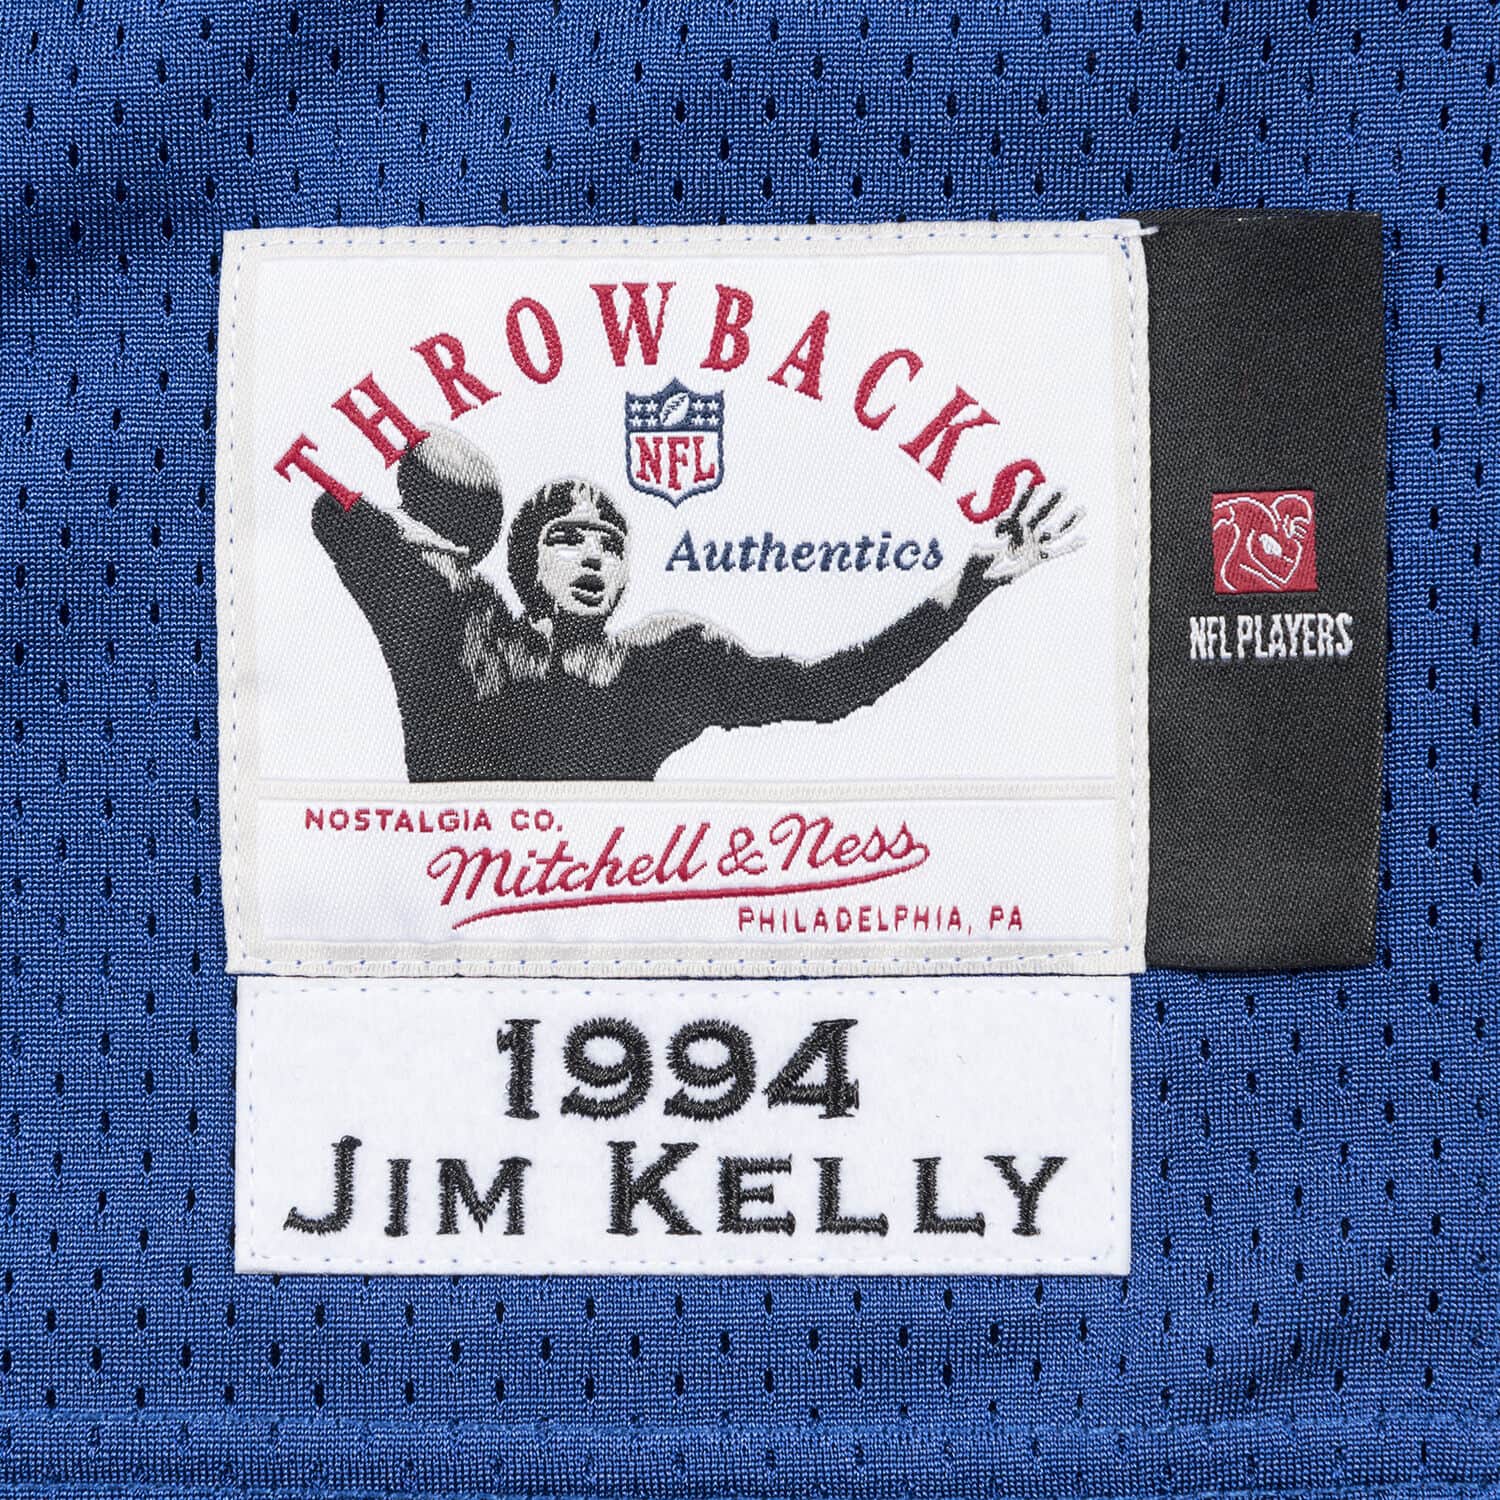 THROWBACKS
NFL
Authentics
NFL PLAYERS
NOSTALGIA CO.
Mitchell & Ness
PHILADELPHIA, PA
1994
JIM KELLY